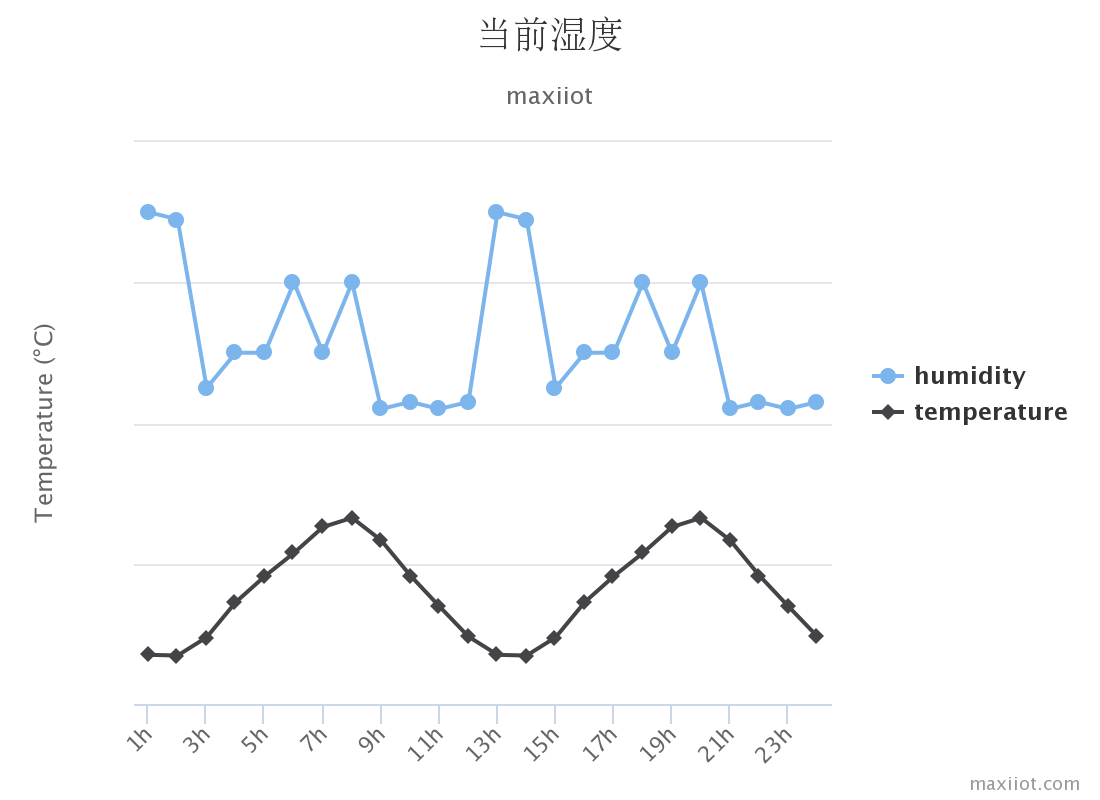 当前湿度
maxiiot
Temperature (°C)
humidity
temperature
1h
3h
5h
7h
9h
11h
13h
15h
17h
19h
21h
23h
maxiiot.com